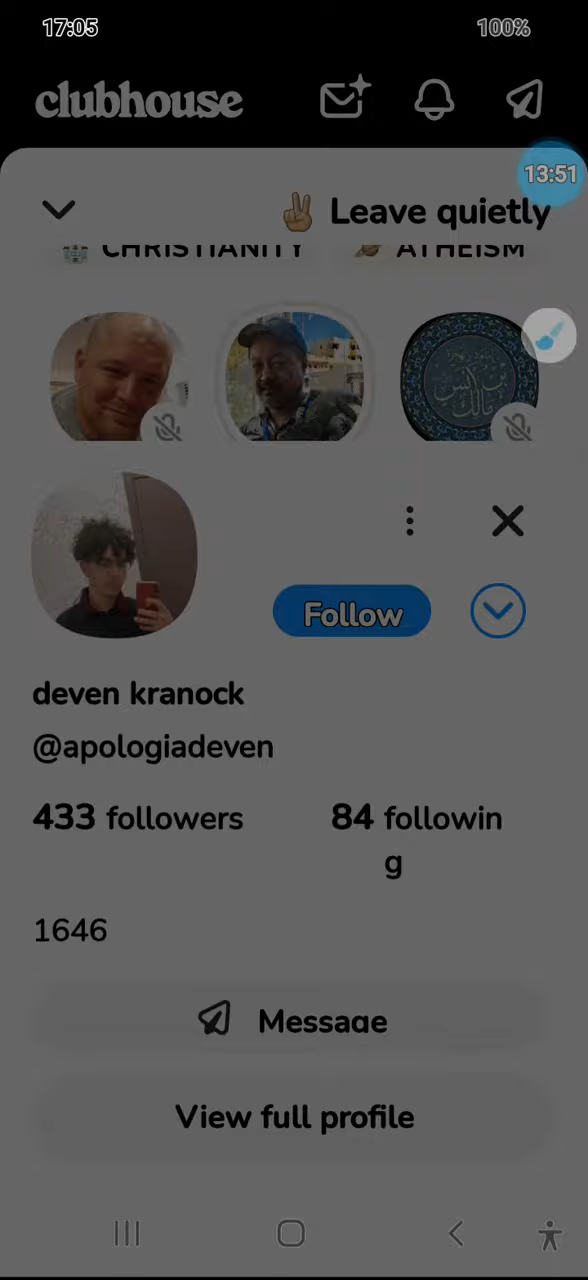 17:05 100%
clubhouse
13:51
✌🏼 Leave quietly
CHRISTIANITY ATHEISM
Follow
deven kranock
@apologiadeven
433 followers 84 followin
g
1646
Message
View full profile